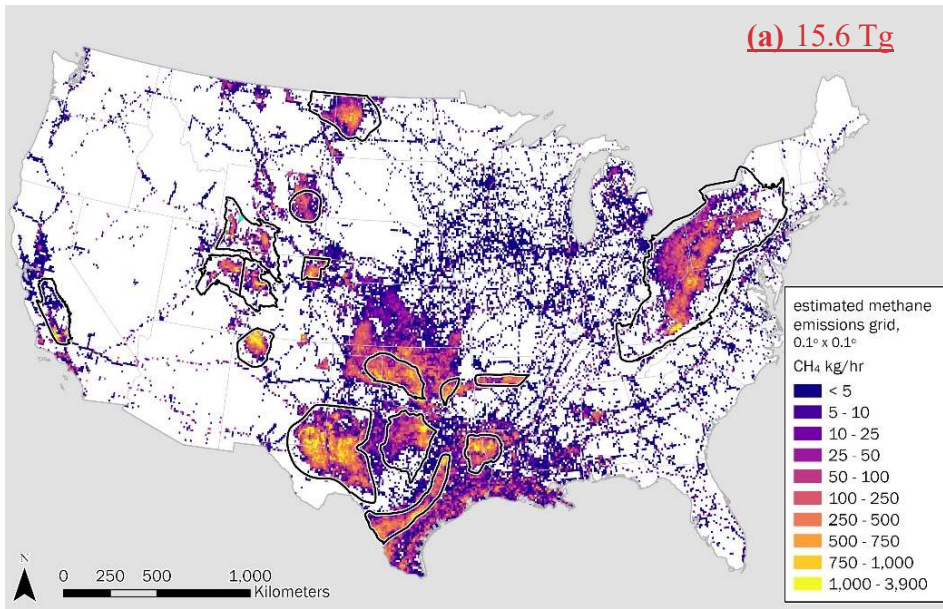 (a) 15.6 Tg
estimated methane
emissions grid,
0.1° x 0.1°
CH₄ kg/hr
< 5
5 - 10
10 - 25
25 - 50
50 - 100
100 - 250
250 - 500
500 - 750
750 - 1,000
1,000 - 3,900
N
0 250 500 1,000
Kilometers